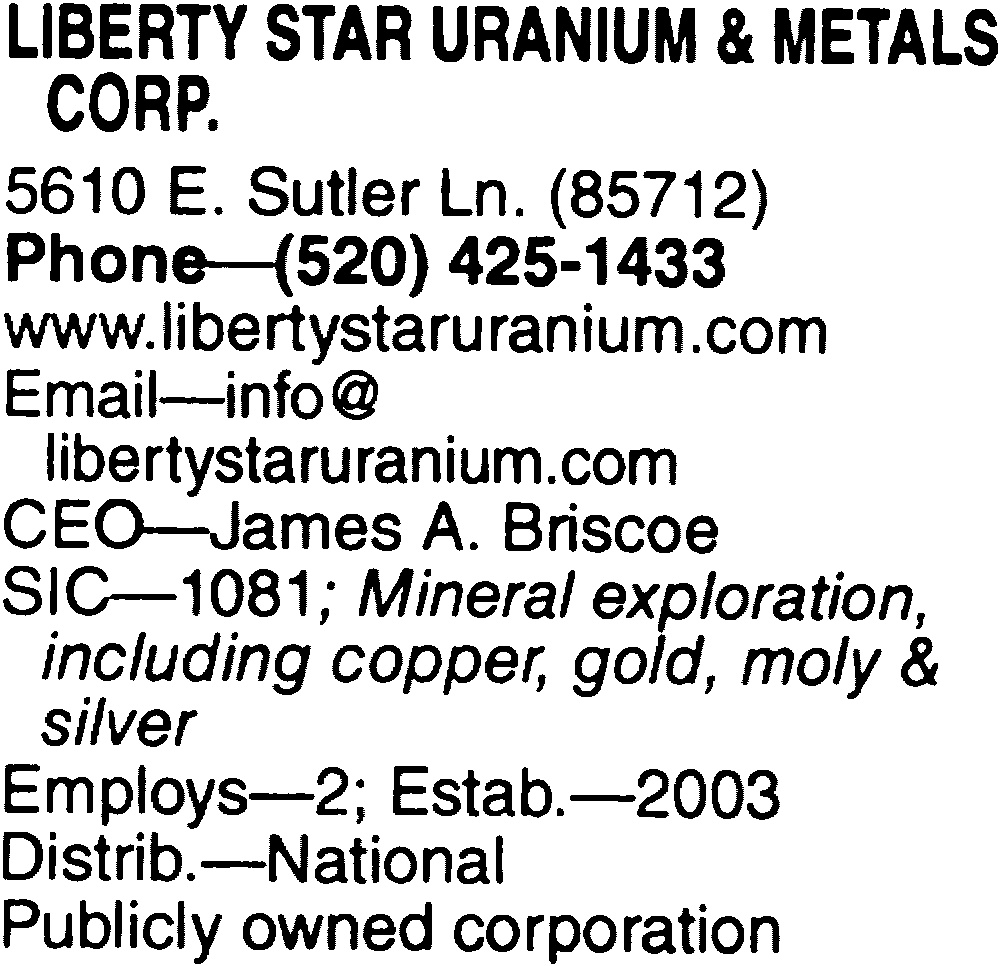 LIBERTY STAR URANIUM & METALS
CORP.
5610 E. Sutler Ln. (85712)
Phone—(520) 425-1433
www.libertystaruranium.com
Email—info@
libertystaruranium.com
CEO—James A. Briscoe
SIC—1081; Mineral exploration,
including copper, gold, moly &
silver
Employs—2; Estab.—2003
Distrib.—National
Publicly owned corporation